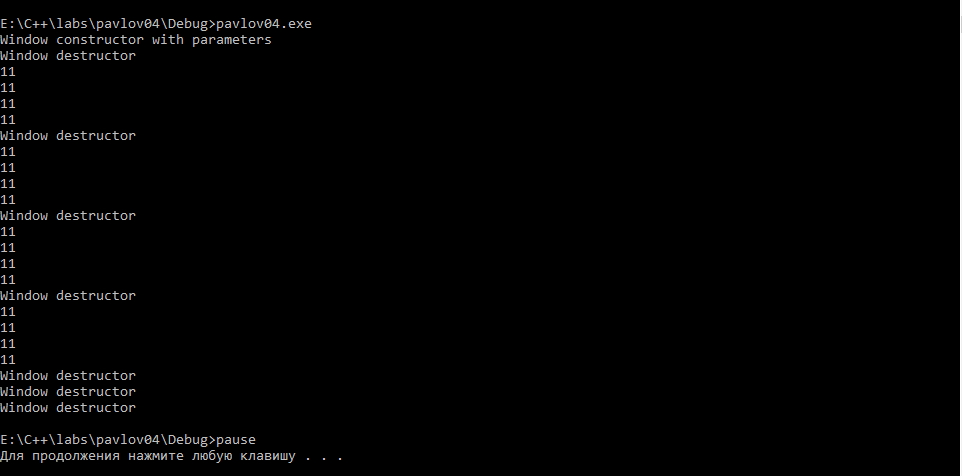 E:\C++\labs\pavlov04\Debug>pavlov04.exe
Window constructor with parameters
Window destructor
11
11
11
11
Window destructor
11
11
11
11
Window destructor
11
11
11
11
Window destructor
11
11
11
11
Window destructor
Window destructor
Window destructor
E:\C++\labs\pavlov04\Debug>pause
Для продолжения нажмите любую клавишу . . .